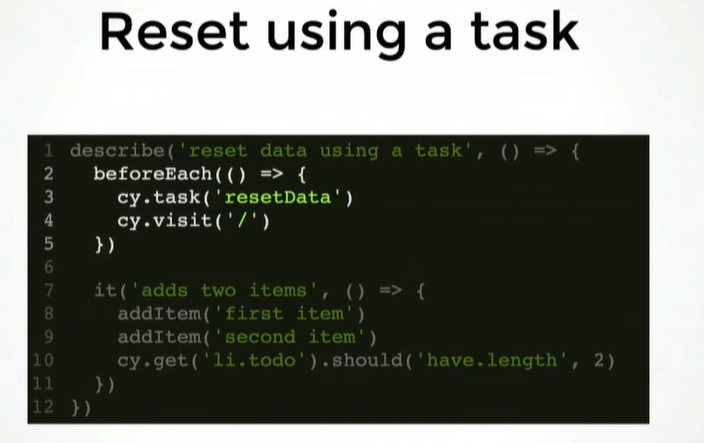 Reset using a task
1 describe('reset data using a task', () => {
2   beforeEach(() => {
3     cy.task('resetData')
4     cy.visit('/')
5   })
6
7   it('adds two items', () => {
8     addItem('first item')
9     addItem('second item')
10     cy.get('li.todo').should('have.length', 2)
11   })
12 })